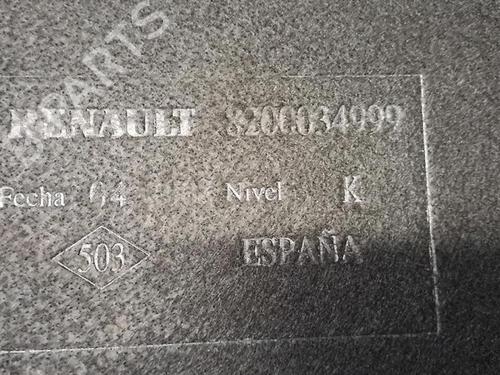 RENAULT 8200034999
Fecha 04 Nivel K
503 ESPAÑA